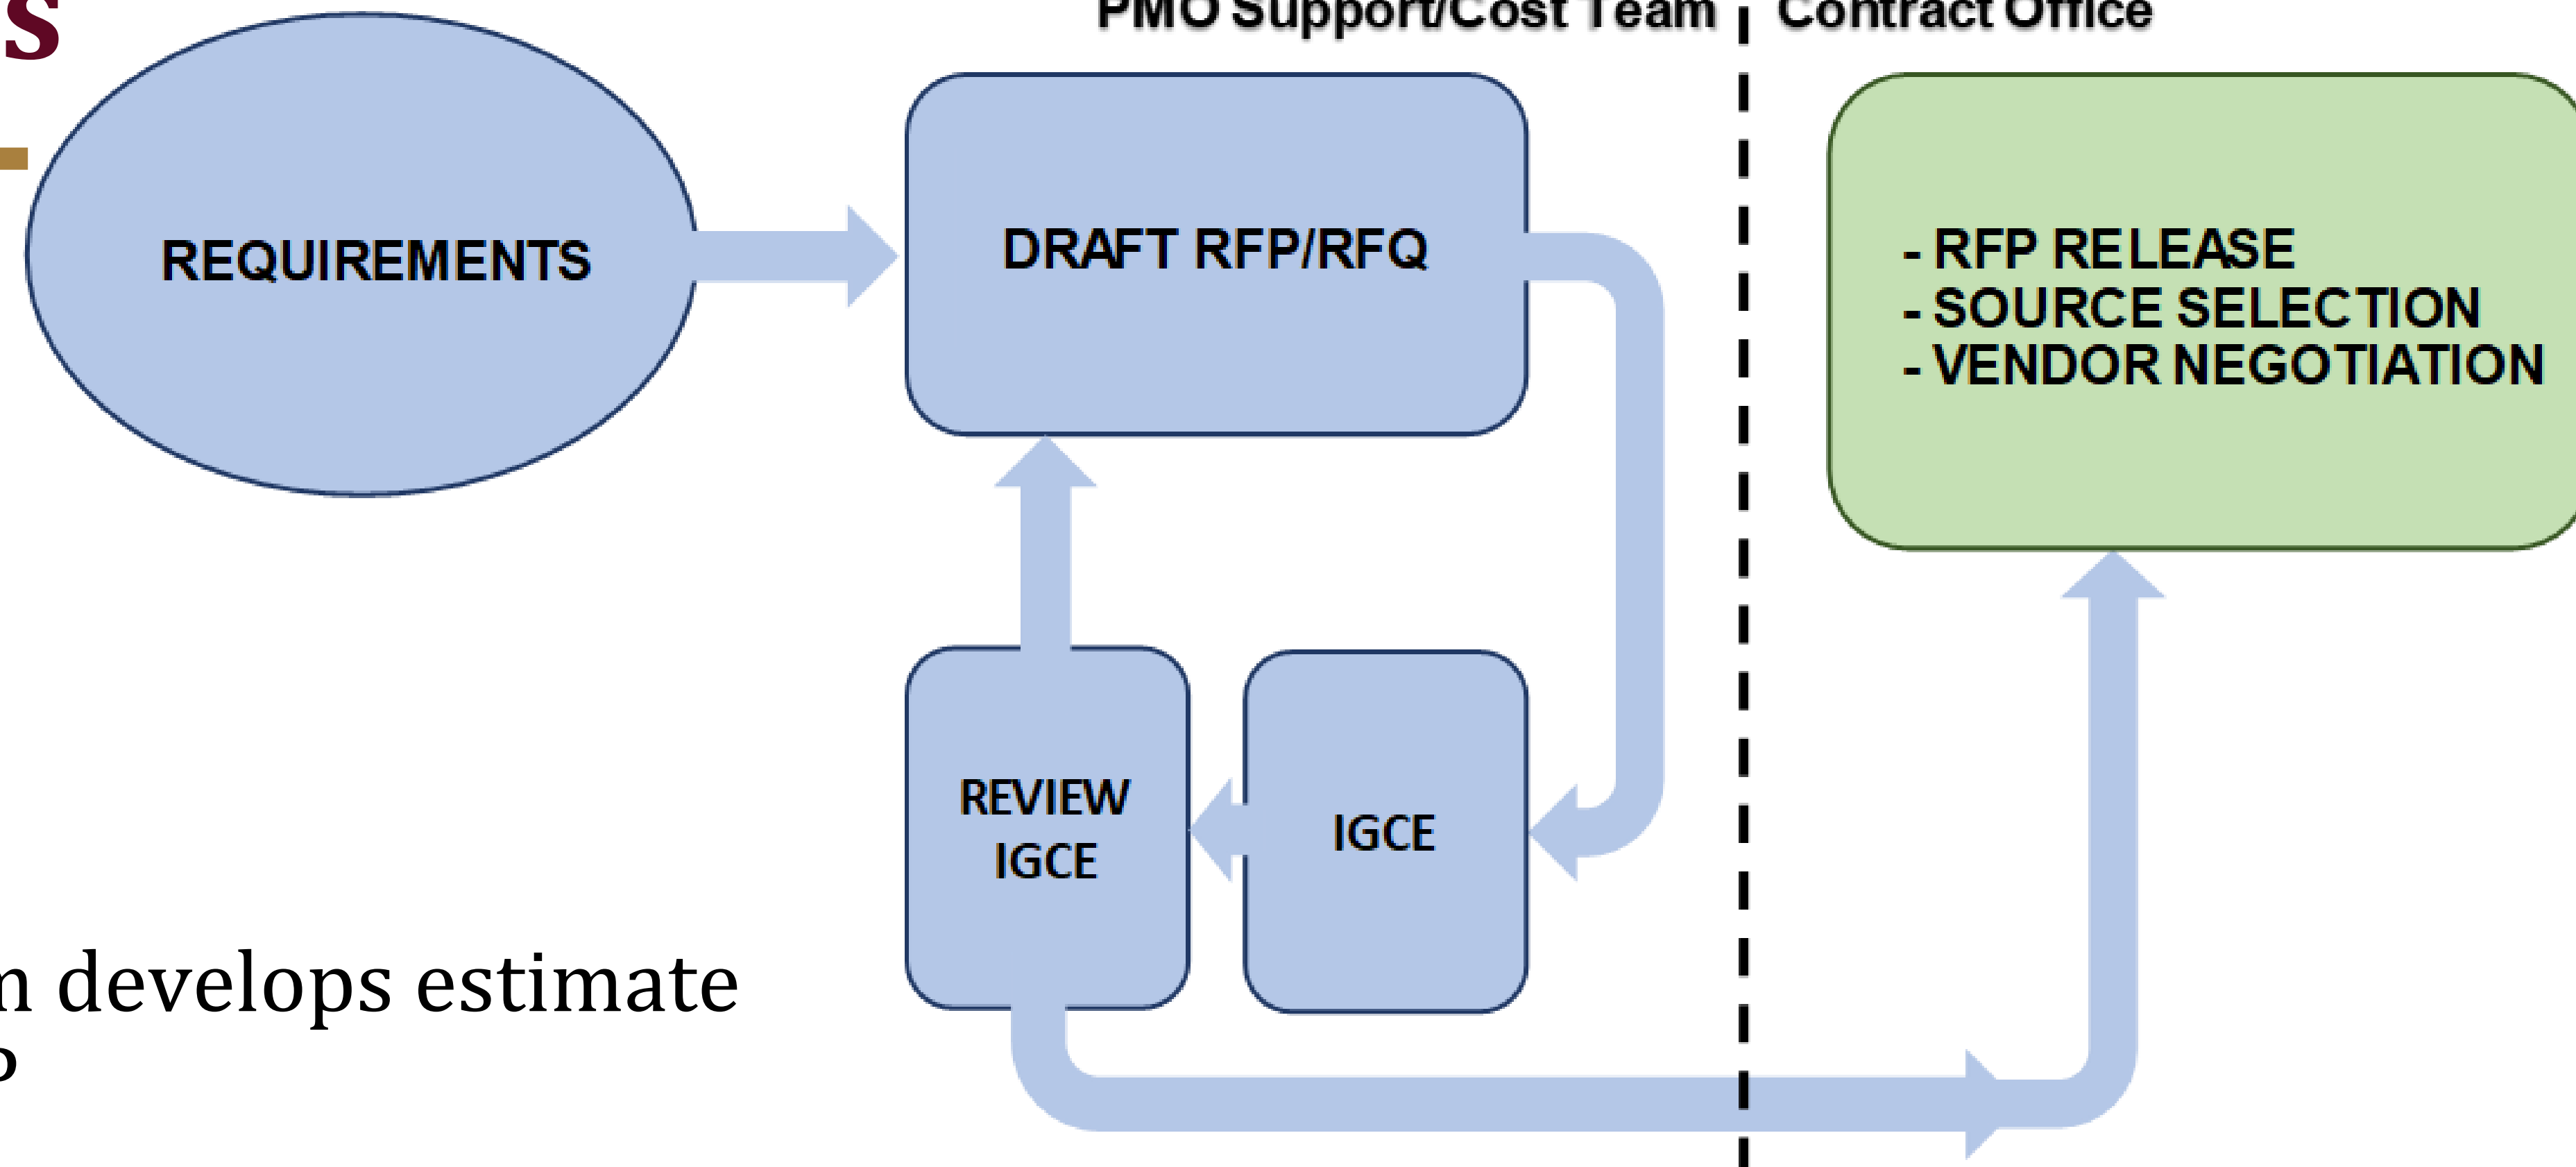 PMO Support/Cost Team
Contract Office
REQUIREMENTS
DRAFT RFP/RFQ
- RFP RELEASE
- SOURCE SELECTION
- VENDOR NEGOTIATION
REVIEW
IGCE
IGCE
develops estimate